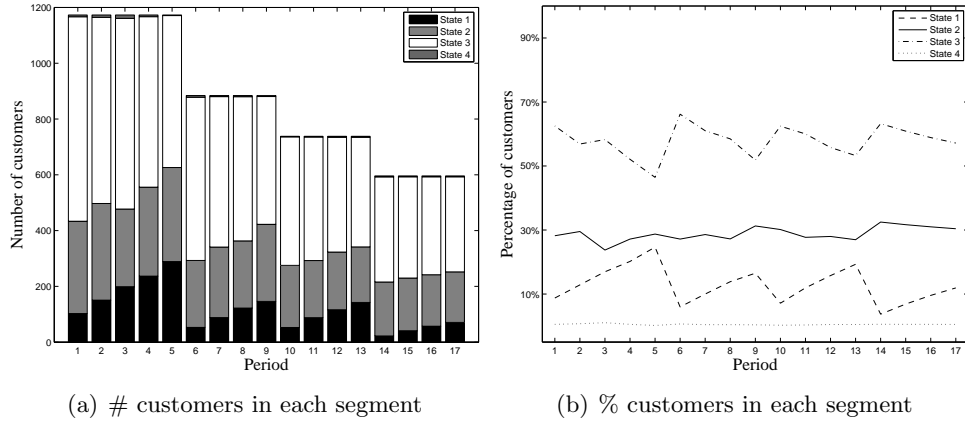 1200
1000
800
600
400
200
0
Number of customers
State 1
State 2
State 3
State 4
1 2 3 4 5 6 7 8 9 10 11 12 13 14 15 16 17
Period
(a) # customers in each segment
90%
70%
50%
30%
10%
Percentage of customers
State 1
State 2
State 3
State 4
1 2 3 4 5 6 7 8 9 10 11 12 13 14 15 16 17
Period
(b) % customers in each segment